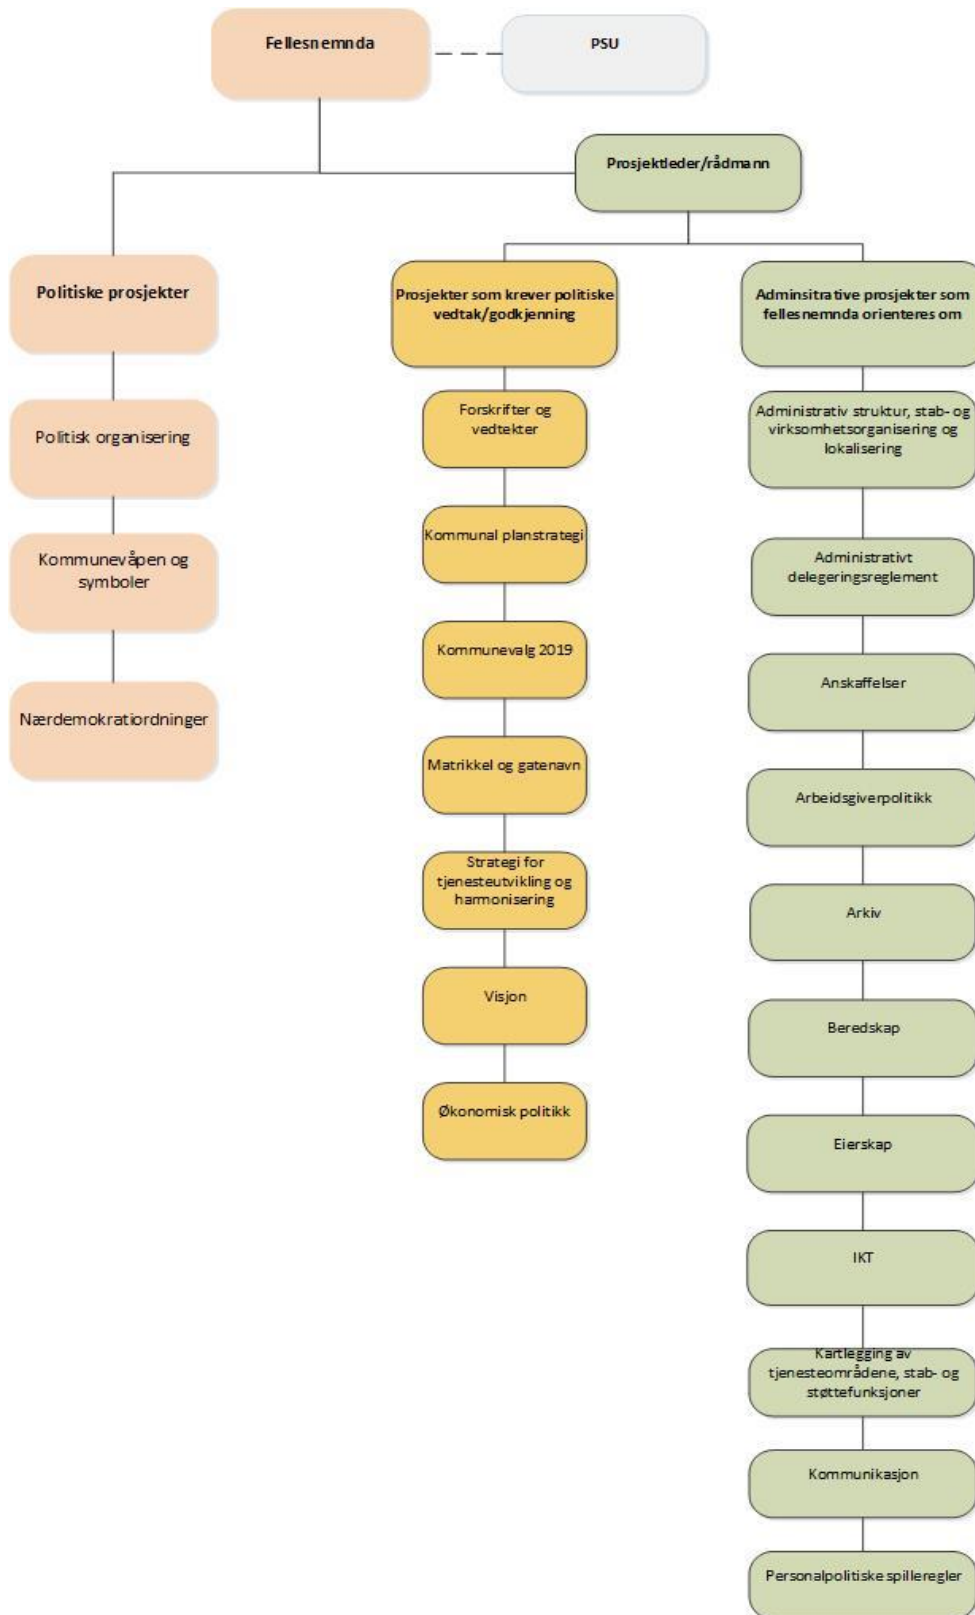 Fellesnemnda
PSU
Prosjektleder/rådmann
Politiske prosjekter
Politisk organisering
Kommunevåpen og
symboler
Nærdemokratiordninger
Prosjekter som krever politiske
vedtak/godkjenning
Forskrifter og
vedtekter
Kommunal planstrategi
Kommunevalg 2019
Matrikkel og gatenavn
Strategi for
tjenesteutvikling og
harmonisering
Visjon
Økonomisk politikk
Adminsitrative prosjekter som
fellesnemnda orienteres om
Administrativ struktur, stab- og
virksomhetsorganisering og
lokalisering
Administrativt
delegeringsreglement
Anskaffelser
Arbeidsgiverpolitikk
Arkiv
Beredskap
Eierskap
IKT
Kartlegging av
tjenesteområdene, stab- og
støttefunksjoner
Kommunikasjon
Personalpolitiske spilleregler